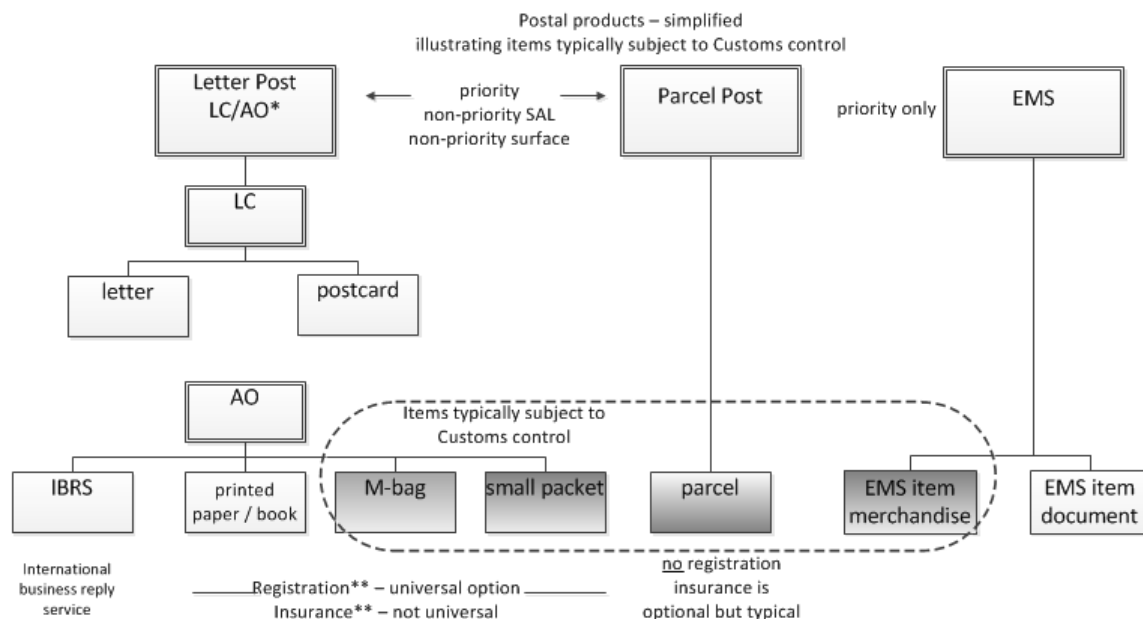 Postal products – simplified
illustrating items typically subject to Customs control
Letter Post
LC/AO*
priority
non-priority SAL
non-priority surface
Parcel Post
priority only
EMS
LC
letter
postcard
AO
Items typically subject to
Customs control
IBRS
printed
paper / book
M-bag
small packet
parcel
EMS item
merchandise
EMS item
document
International
business reply
service
Registration** – universal option
Insurance** – not universal
no registration
insurance is
optional but typical